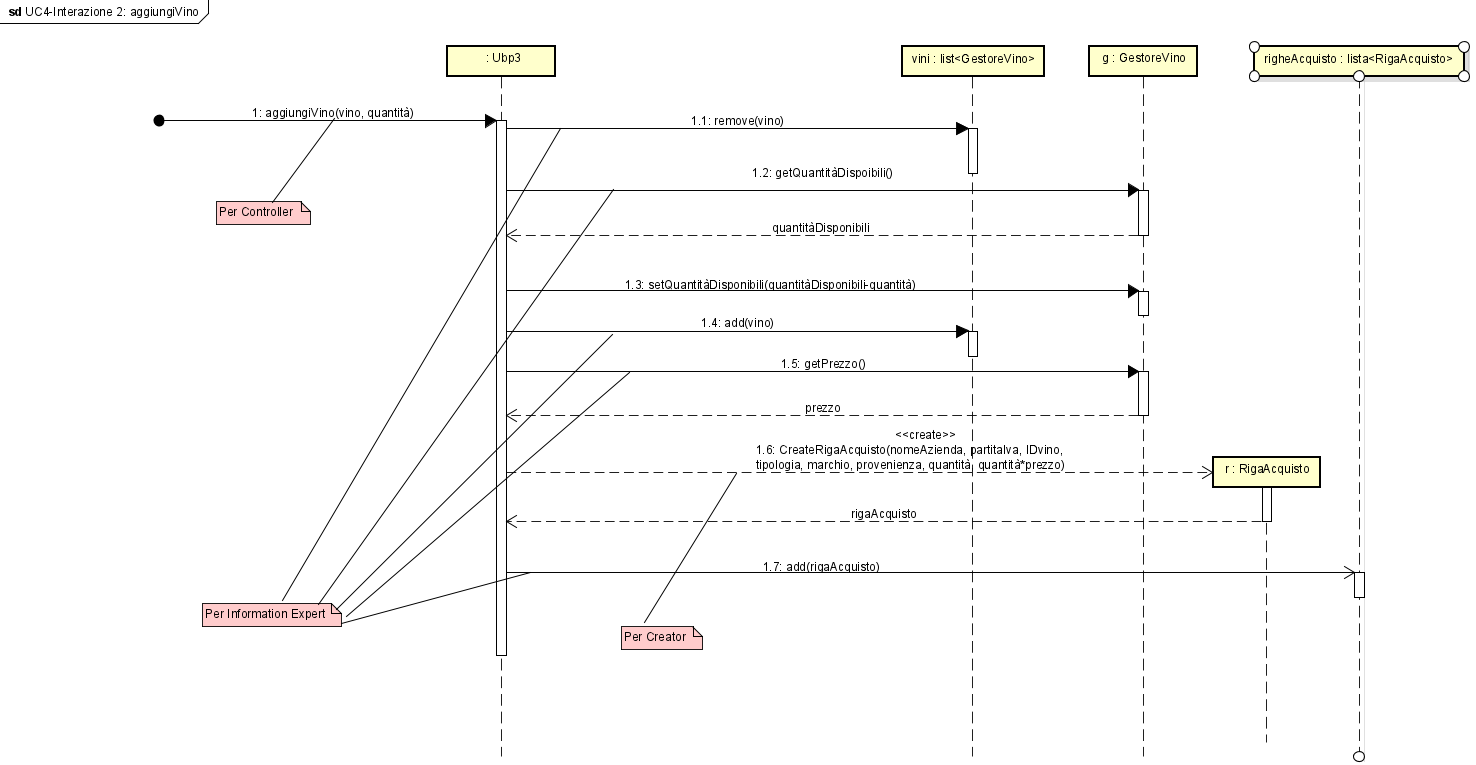 sd UC4-Interazione 2: aggiungiVino
: Ubp3
vini : list<GestoreVino>
g : GestoreVino
righeAcquisto : lista<RigaAcquisto>
1: aggiungiVino(vino, quantità)
1.1: remove(vino)
1.2: getQuantitàDispoibili()
Per Controller
quantitàDisponibili
1.3: setQuantitàDisponibili(quantitàDisponibili-quantità)
1.4: add(vino)
1.5: getPrezzo()
prezzo
<<create>>
1.6: CreateRigaAcquisto(nomeAzienda, partitaIva, IDvino,
tipologia, marchio, provenienza, quantità, quantità*prezzo)
r : RigaAcquisto
rigaAcquisto
1.7: add(rigaAcquisto)
Per Information Expert
Per Creator